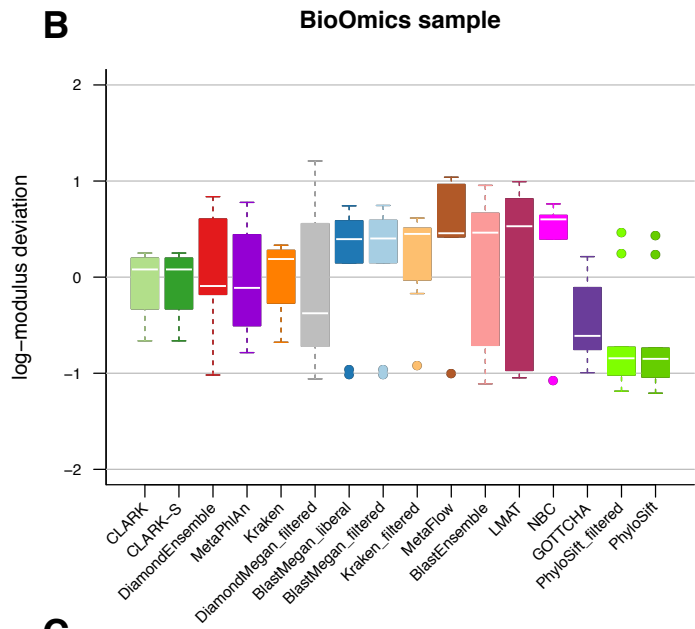 B
BioOmics sample
log−modulus deviation
2
1
0
−1
−2
CLARK
CLARK−S
DiamondEnsemble
MetaPhlAn
Kraken
DiamondMegan_filtered
BlastMegan_liberal
BlastMegan_filtered
Kraken_filtered
MetaFlow
BlastEnsemble
LMAT
NBC
GOTTCHA
PhyloSift_filtered
PhyloSift